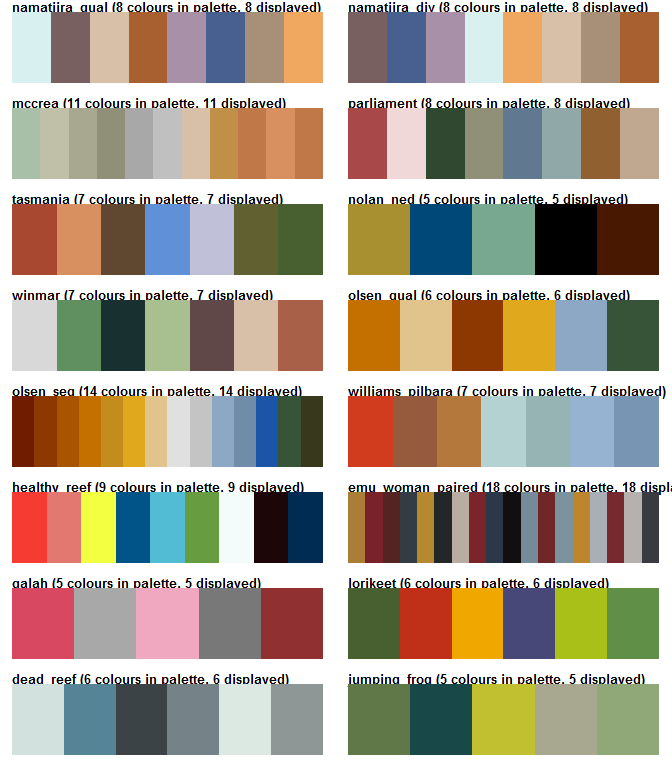 namatjira_qual (8 colours in palette, 8 displayed)
namatjira_div (8 colours in palette, 8 displayed)
mccrea (11 colours in palette, 11 displayed)
parliament (8 colours in palette, 8 displayed)
tasmania (7 colours in palette, 7 displayed)
nolan_ned (5 colours in palette, 5 displayed)
winmar (7 colours in palette, 7 displayed)
olsen_qual (6 colours in palette, 6 displayed)
olsen_seq (14 colours in palette, 14 displayed)
williams_pilbara (7 colours in palette, 7 displayed)
healthy_reef (9 colours in palette, 9 displayed)
emu_woman_paired (18 colours in palette, 18 displa
galah (5 colours in palette, 5 displayed)
lorikeet (6 colours in palette, 6 displayed)
dead_reef (6 colours in palette, 6 displayed)
jumping_frog (5 colours in palette, 5 displayed)